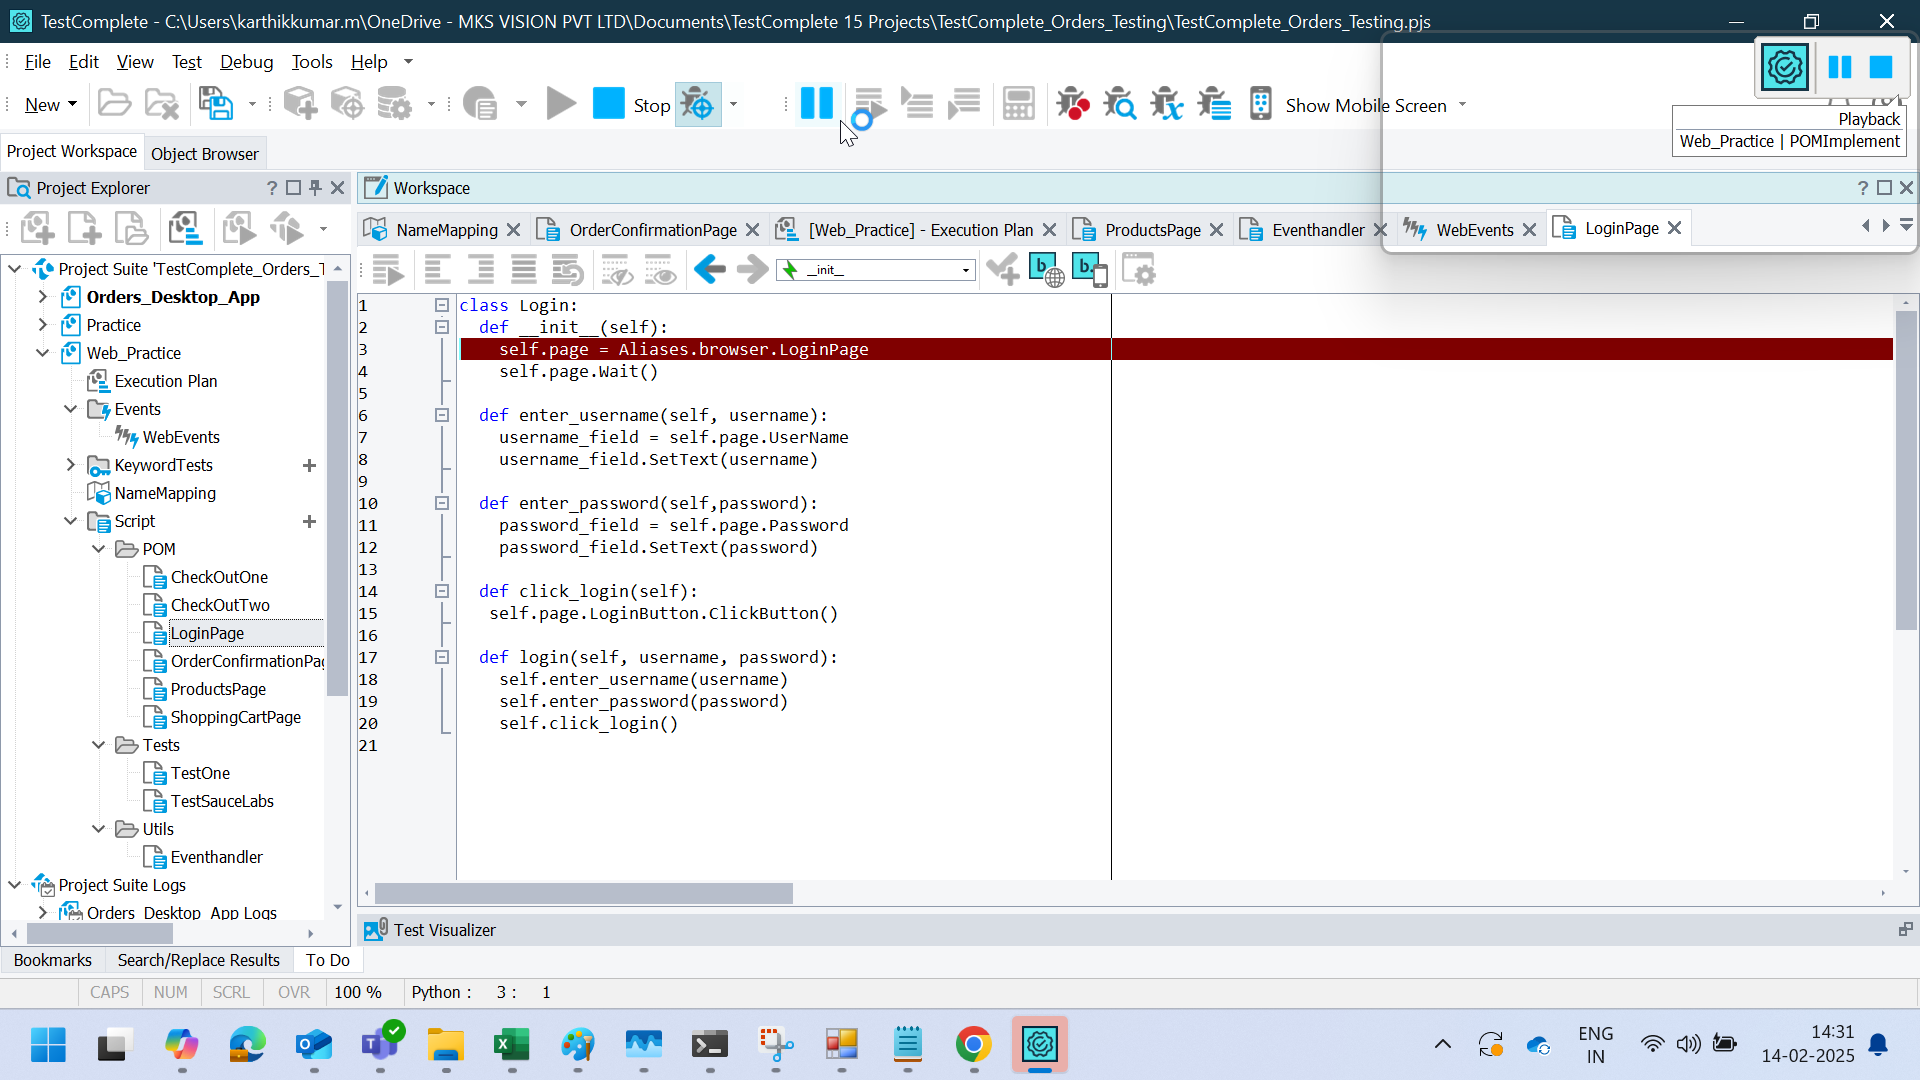 TestComplete - C:\Users\karthikkumar.m\OneDrive - MKS VISION PVT LTD\Documents\TestComplete 15 Projects\TestComplete_Orders_Testing\TestComplete_Orders_Testing.pjs
File Edit View Test Debug Tools Help
New Stop Show Mobile Screen
Playback
Web_Practice | POMImplement
Project Workspace Object Browser
Project Explorer
Workspace
NameMapping OrderConfirmationPage [Web_Practice] - Execution Plan ProductsPage Eventhandler WebEvents LoginPage
__init__
Project Suite 'TestComplete_Orders_T
Orders_Desktop_App
Practice
Web_Practice
Execution Plan
Events
WebEvents
KeywordTests
NameMapping
Script
POM
CheckOutOne
CheckOutTwo
LoginPage
OrderConfirmationPag
ProductsPage
ShoppingCartPage
Tests
TestOne
TestSauceLabs
Utils
Eventhandler
Project Suite Logs
Orders_Desktop_App Logs
1 class Login:
2 def __init__(self):
3 self.page = Aliases.browser.LoginPage
4 self.page.Wait()
5
6 def enter_username(self, username):
7 username_field = self.page.UserName
8 username_field.SetText(username)
9
10 def enter_password(self,password):
11 password_field = self.page.Password
12 password_field.SetText(password)
13
14 def click_login(self):
15 self.page.LoginButton.ClickButton()
16
17 def login(self, username, password):
18 self.enter_username(username)
19 self.enter_password(password)
20 self.click_login()
21
Test Visualizer
Bookmarks Search/Replace Results To Do
CAPS NUM SCRL OVR 100 % Python : 3 : 1
ENG
IN
14:31
14-02-2025